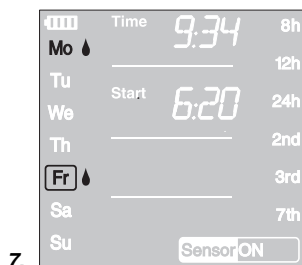 Time 9:34 8h
Mo
12h
Tu
Start 6:20 24h
We
Th 2nd
Fr 3rd
Sa 7th
Su Sensor ON
7.